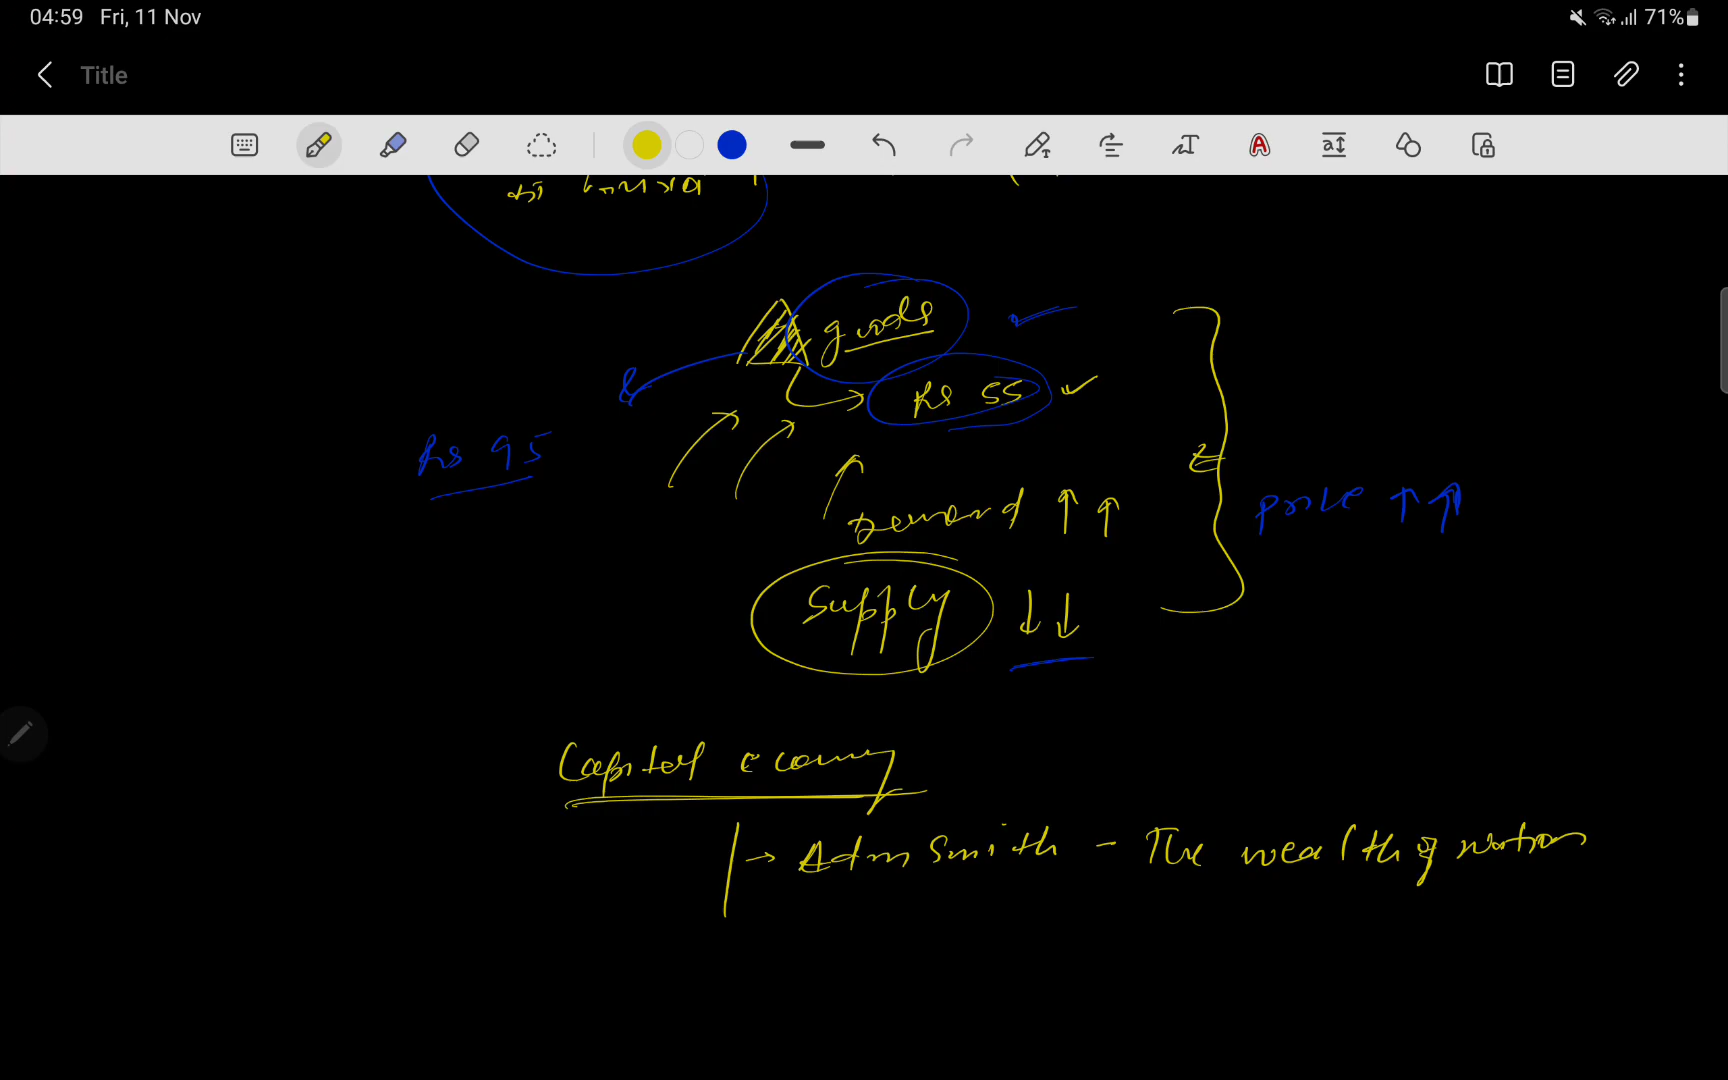 04:59 Fri, 11 Nov 71%
Title
goods
Rs 55
Rs 95
Demand ↑ ↑
price ↑ ↑
Supply ↓ ↓
Capital economy
→ Adam Smith - The wealth of nations